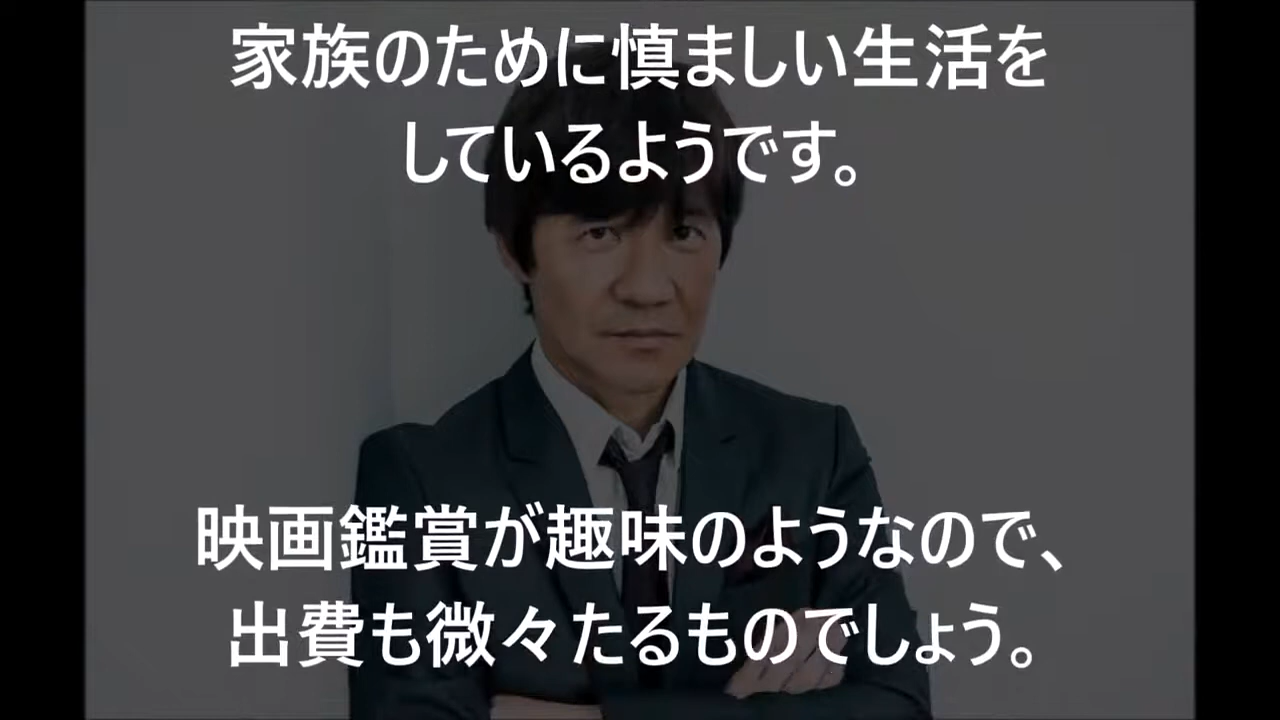 家族のために慎ましい生活を
しているようです。
映画鑑賞が趣味のようなので、
出費も微々たるものでしょう。